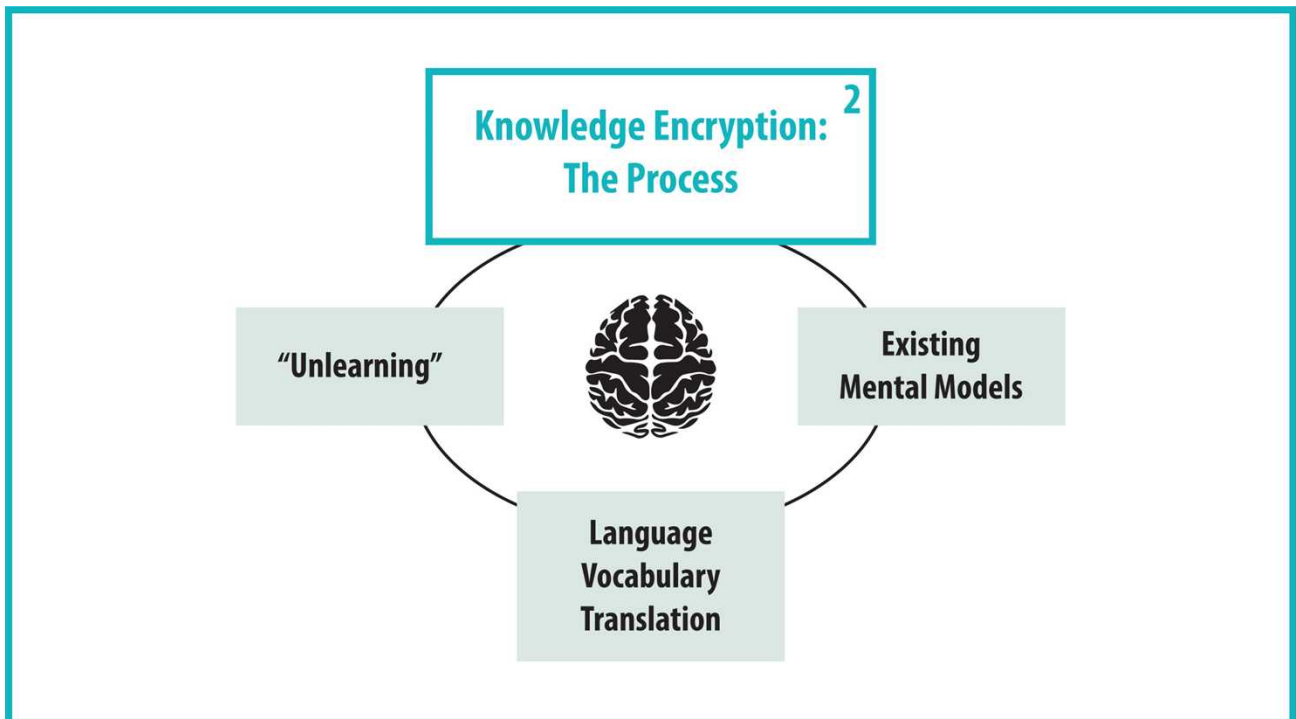 Knowledge Encryption: 2
The Process
“Unlearning”
Existing
Mental Models
Language
Vocabulary
Translation